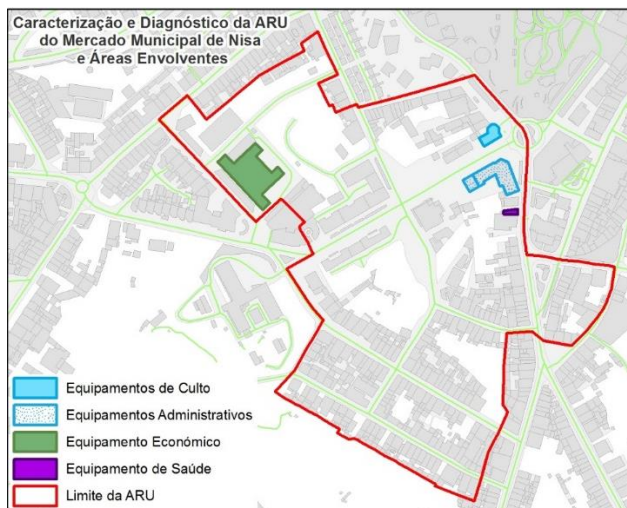 Caracterização e Diagnóstico da ARU
do Mercado Municipal de Nisa
e Áreas Envolventes
Equipamentos de Culto
Equipamentos Administrativos
Equipamento Económico
Equipamento de Saúde
Limite da ARU